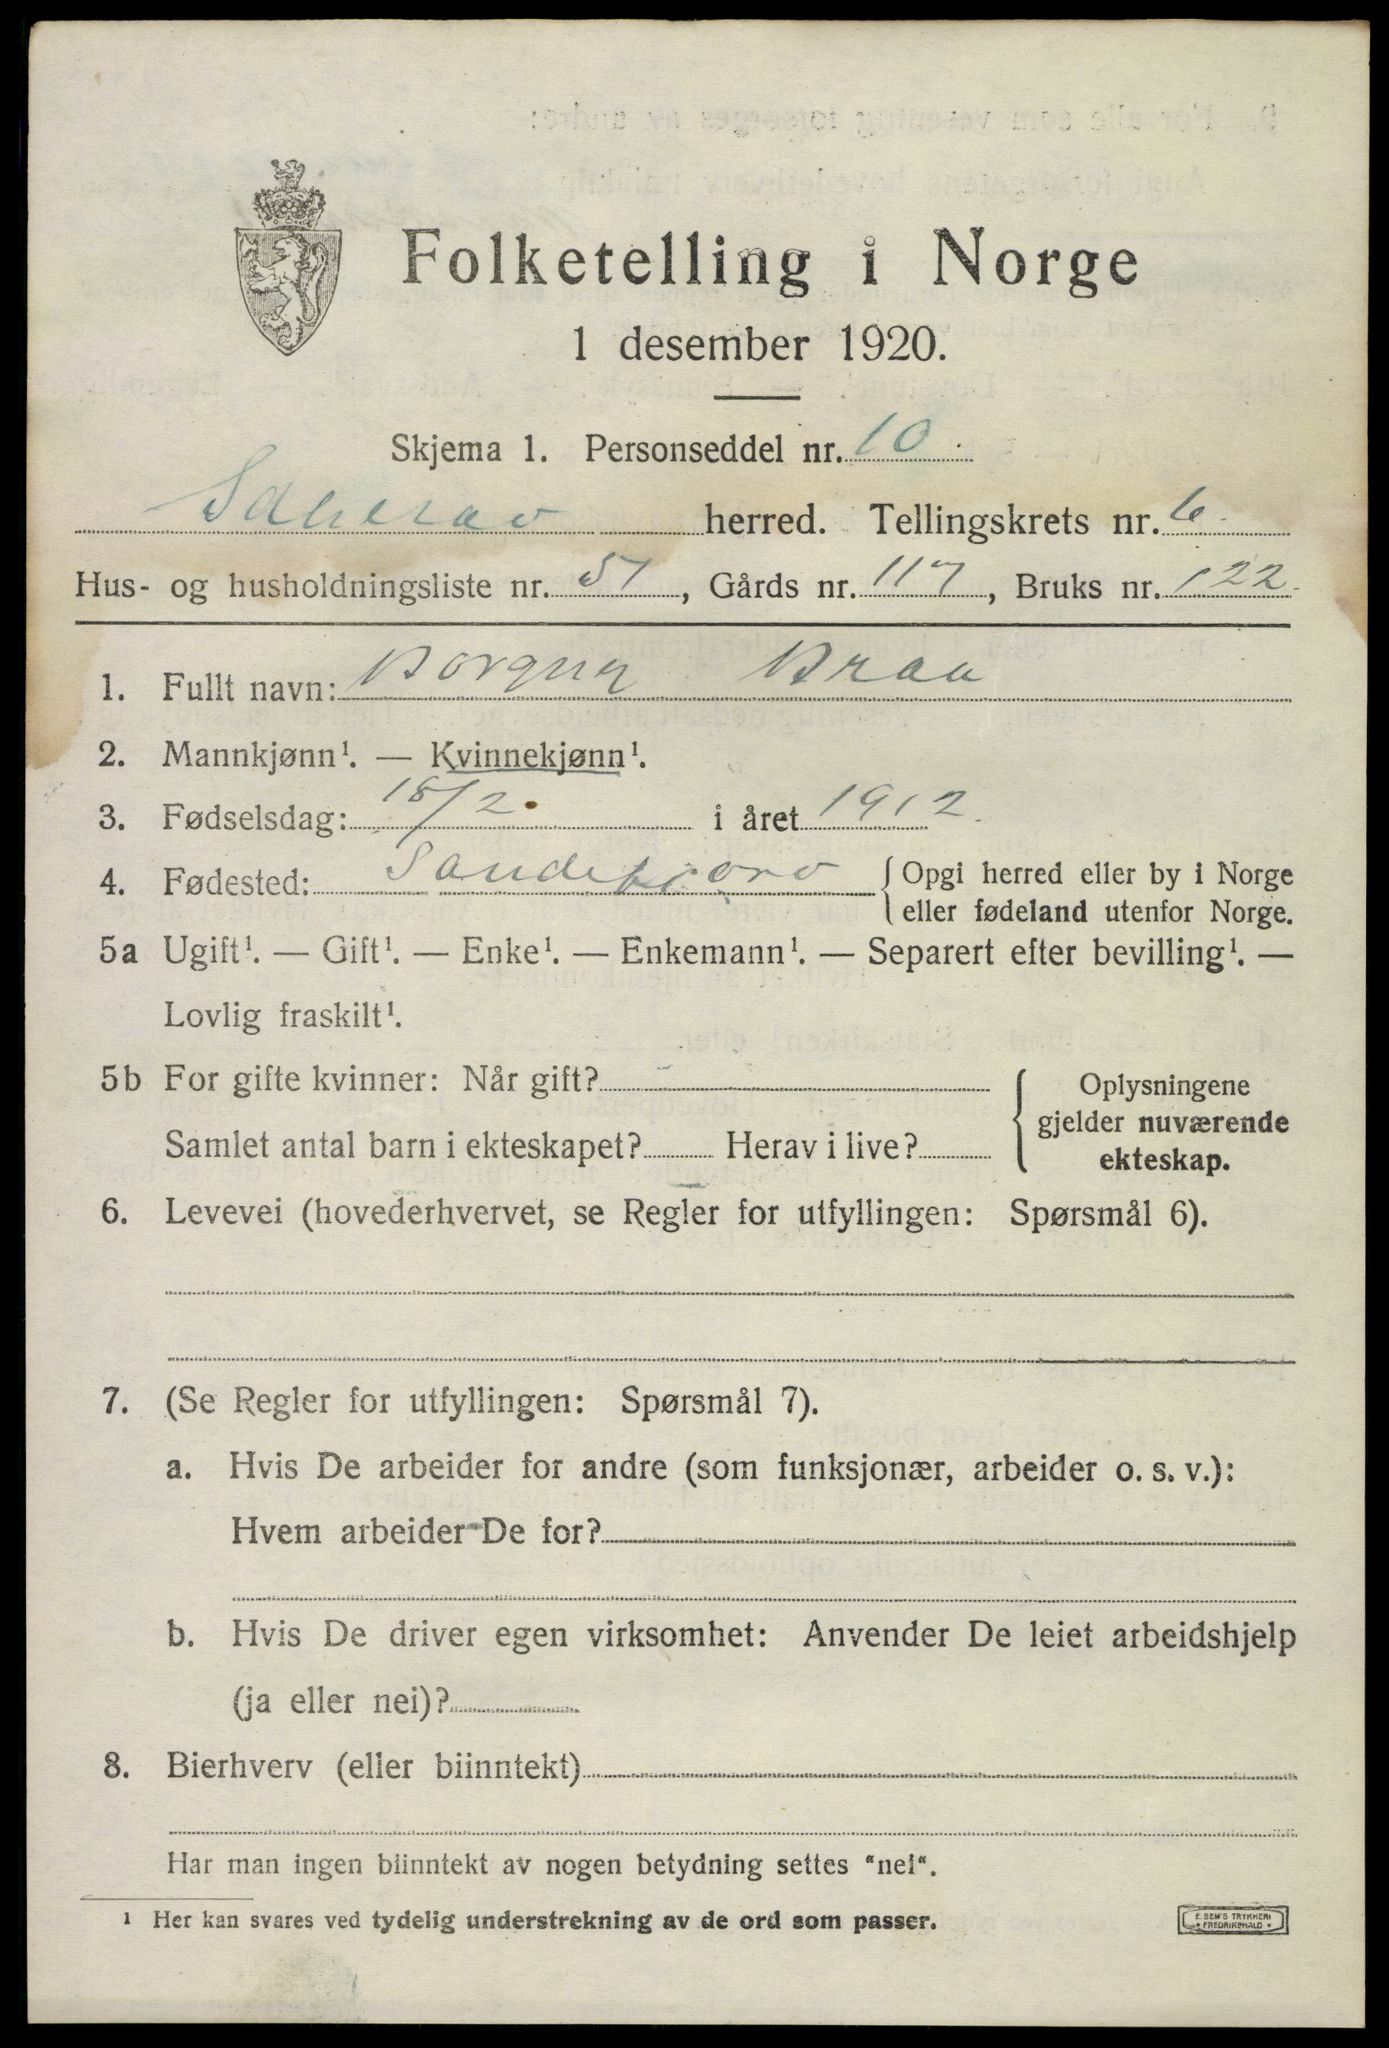 Folketelling i Norge
1 desember 1920.
Skjema 1. Personseddel nr. 10
herred. Tellingskrets nr. 6
Hus- og husholdningsliste nr. 51, Gårds nr. 117, Bruks nr. 122
1. Fullt navn: Borgny Braa
2. Mannkjønn¹. — Kvinnekjønn¹.
3. Fødselsdag: 18/2 i året 1912
4. Fødested: Sandefjord { Opgi herred eller by i Norge
eller fødeland utenfor Norge.
5a Ugift¹. — Gift¹. — Enke¹. — Enkemann¹. — Separert efter bevilling¹. —
Lovlig fraskilt¹.
5b For gifte kvinner: Når gift?
Samlet antal barn i ekteskapet? Herav i live?
{ Oplysningene
gjelder nuværende
ekteskap.
6. Levevei (hovederhvervet, se Regler for utfyllingen: Spørsmål 6).
7. (Se Regler for utfyllingen: Spørsmål 7).
a. Hvis De arbeider for andre (som funksjonær, arbeider o. s. v.):
Hvem arbeider De for?
b. Hvis De driver egen virksomhet: Anvender De leiet arbeidshjelp
(ja eller nei)?
8. Bierhverv (eller biinntekt)
Har man ingen biinntekt av nogen betydning settes "nei".
¹ Her kan svares ved tydelig understrekning av de ord som passer.
E. SEM'S TRYKKERI
• FREDRIKSHALD •